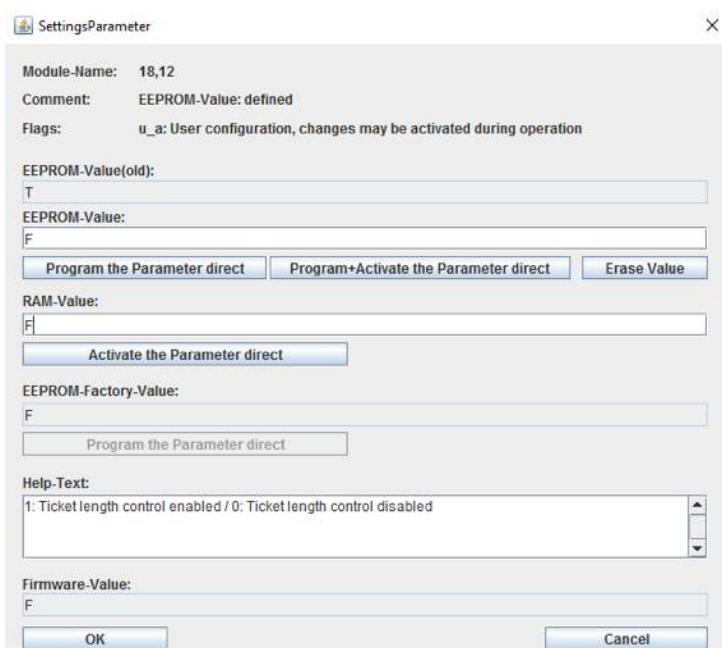 SettingsParameter
Module-Name: 18,12
Comment: EEPROM-Value: defined
Flags: u_a: User configuration, changes may be activated during operation
EEPROM-Value(old):
T
EEPROM-Value:
F
Program the Parameter direct Program+Activate the Parameter direct Erase Value
RAM-Value:
F
Activate the Parameter direct
EEPROM-Factory-Value:
F
Program the Parameter direct
Help-Text:
1: Ticket length control enabled / 0: Ticket length control disabled
Firmware-Value:
F
OK Cancel